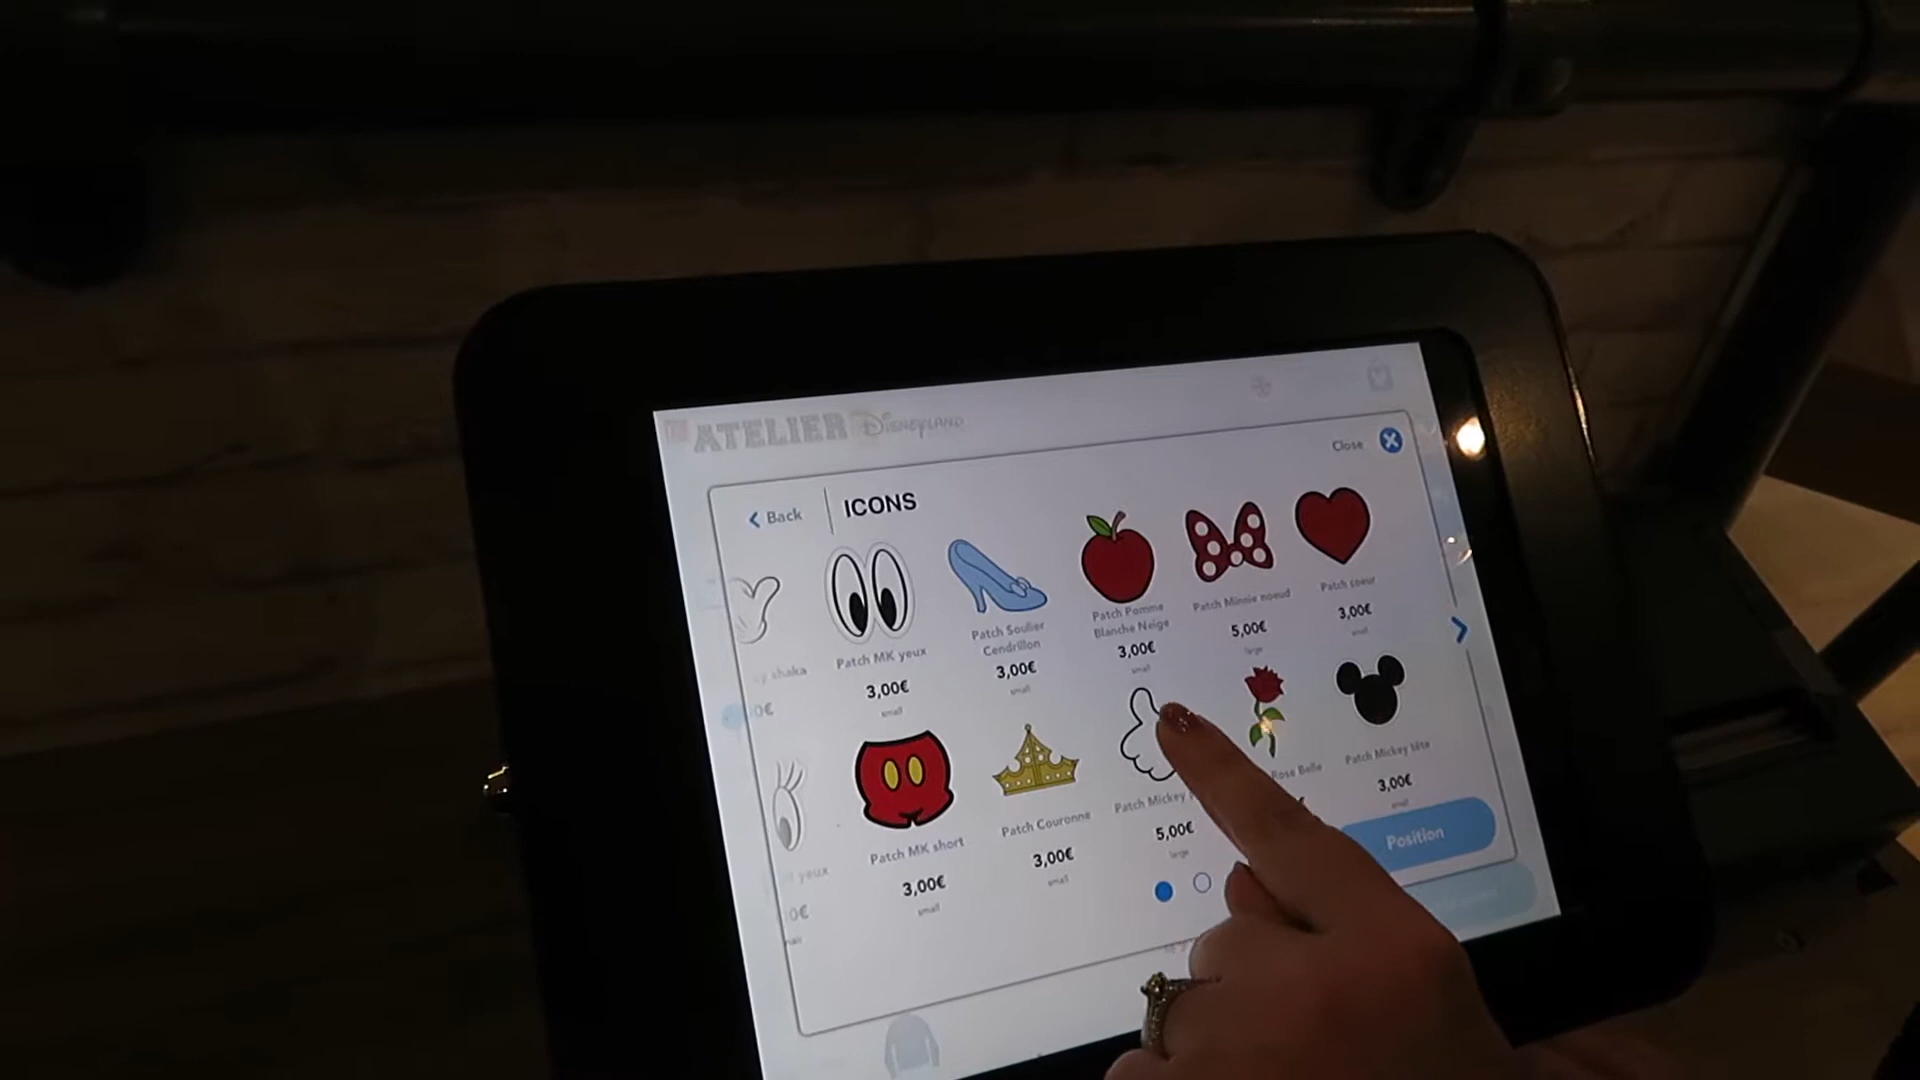 ATELIER DISNEYLAND
Close
Back
ICONS
shaka
Patch MK yeux
3,00€
small
Patch Soulier
Cendrillon
3,00€
small
Patch Pomme
Blanche Neige
3,00€
small
Patch Minnie noeud
5,00€
large
Patch coeur
3,00€
small
yeux
Patch MK short
3,00€
small
Patch Couronne
3,00€
small
Patch Mickey
5,00€
large
Rose Belle
Patch Mickey tête
3,00€
small
Position